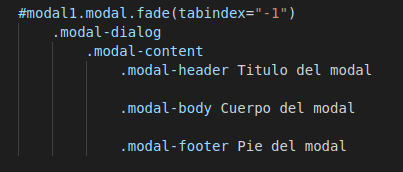 #modal1.modal.fade(tabindex="-1")
.modal-dialog
.modal-content
.modal-header Titulo del modal
.modal-body Cuerpo del modal
.modal-footer Pie del modal